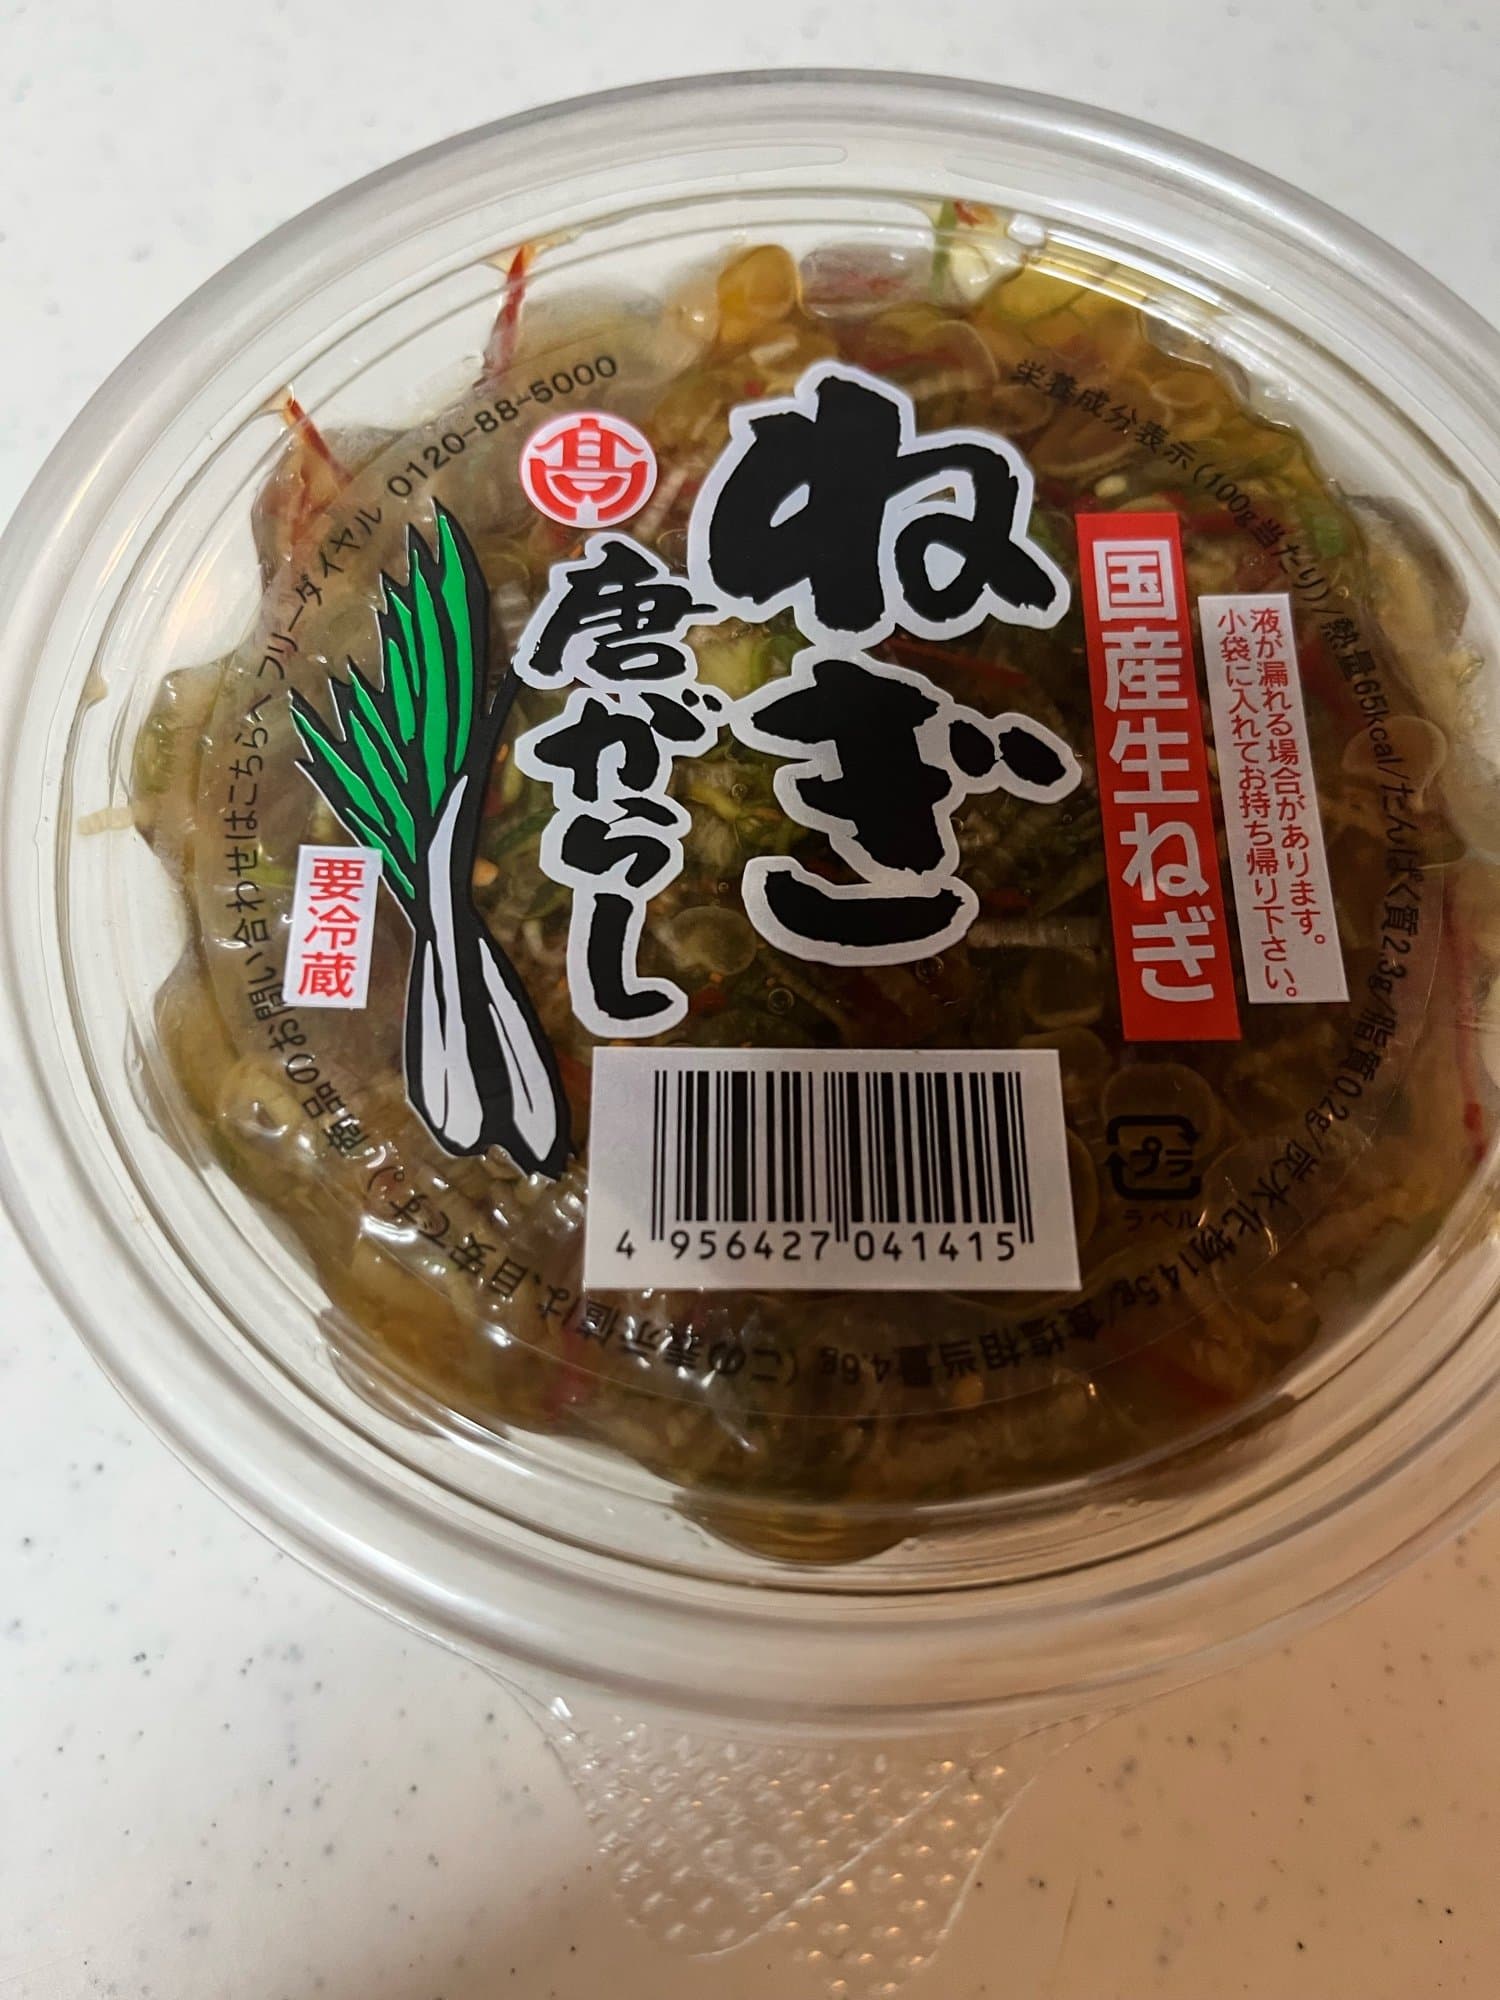 ねぎ
唐がらし
高
国産生ねぎ
液が漏れる場合があります。
小袋に入れてお持ち帰り下さい。
要冷蔵
栄養成分表示(100g当たり)/熱量65kcal/たんぱく質2.3g/脂質0.2g/炭水化物14.5g/食塩相当量4.6g (この表示値は、目安です。)
商品のお問い合わせはこちらへ フリーダイヤル 0120-88-5000
プラ
ラベル
4 956427 041415